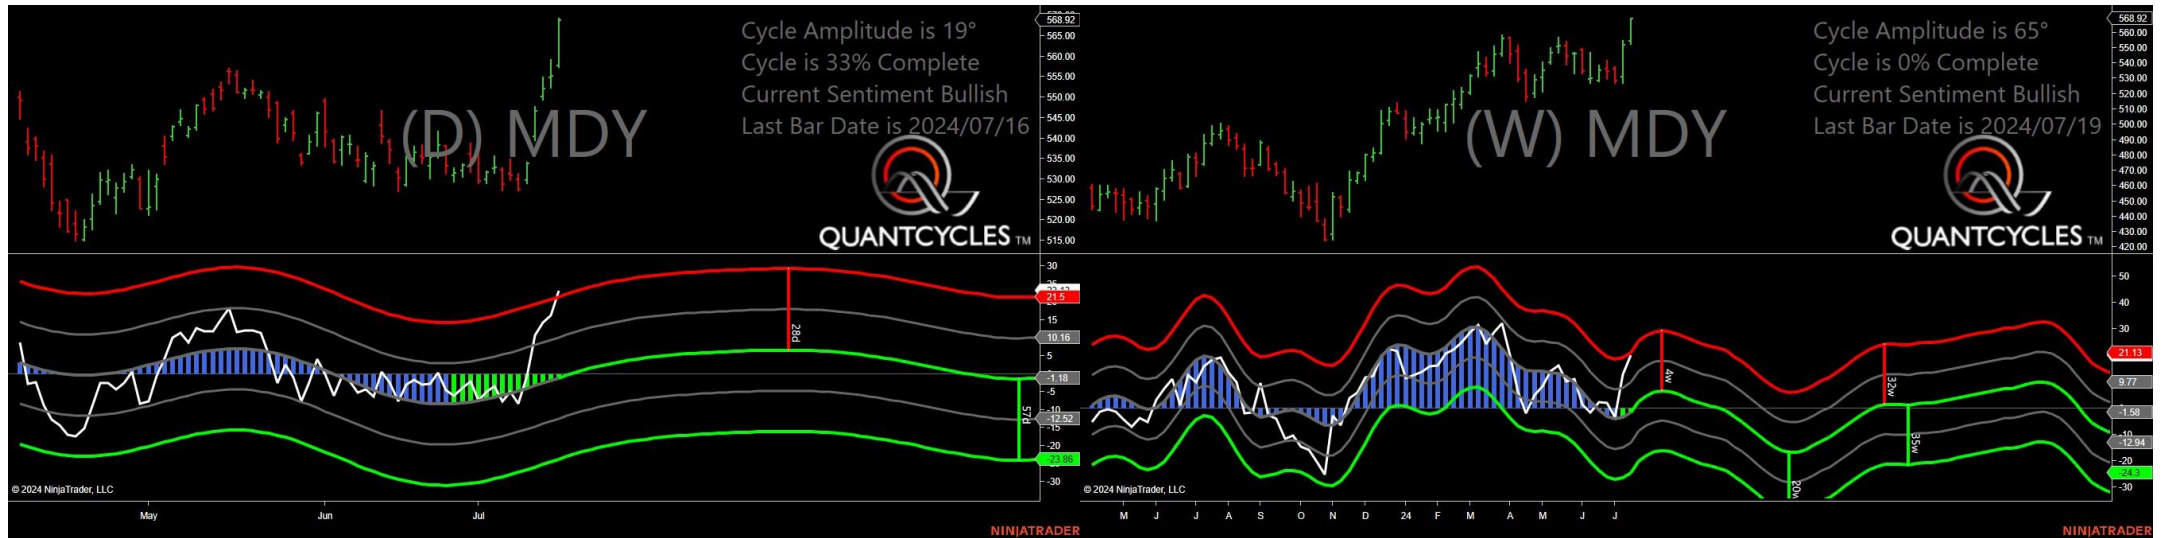 Cycle Amplitude is 19°
Cycle is 33% Complete
Current Sentiment Bullish
Last Bar Date is 2024/07/16
(D) MDY
QUANTCYCLES TM
568.92
565.00
560.00
555.00
550.00
545.00
540.00
535.00
530.00
525.00
520.00
515.00
30
21.5
15
10.16
5
-1.18
-5
-10
-12.52
-15
-20
-23.86
-30
28d
57d
© 2024 NinjaTrader, LLC
May Jun Jul
NINJATRADER
Cycle Amplitude is 65°
Cycle is 0% Complete
Current Sentiment Bullish
Last Bar Date is 2024/07/19
(W) MDY
QUANTCYCLES TM
568.92
560.00
550.00
540.00
530.00
520.00
510.00
500.00
490.00
480.00
470.00
460.00
450.00
440.00
430.00
420.00
50
40
30
21.13
9.77
-1.58
-10
-12.94
-20
-24.3
-30
4w
32w
35w
20w
© 2024 NinjaTrader, LLC
M J J A S O N D 24 F M A M J J
NINJATRADER